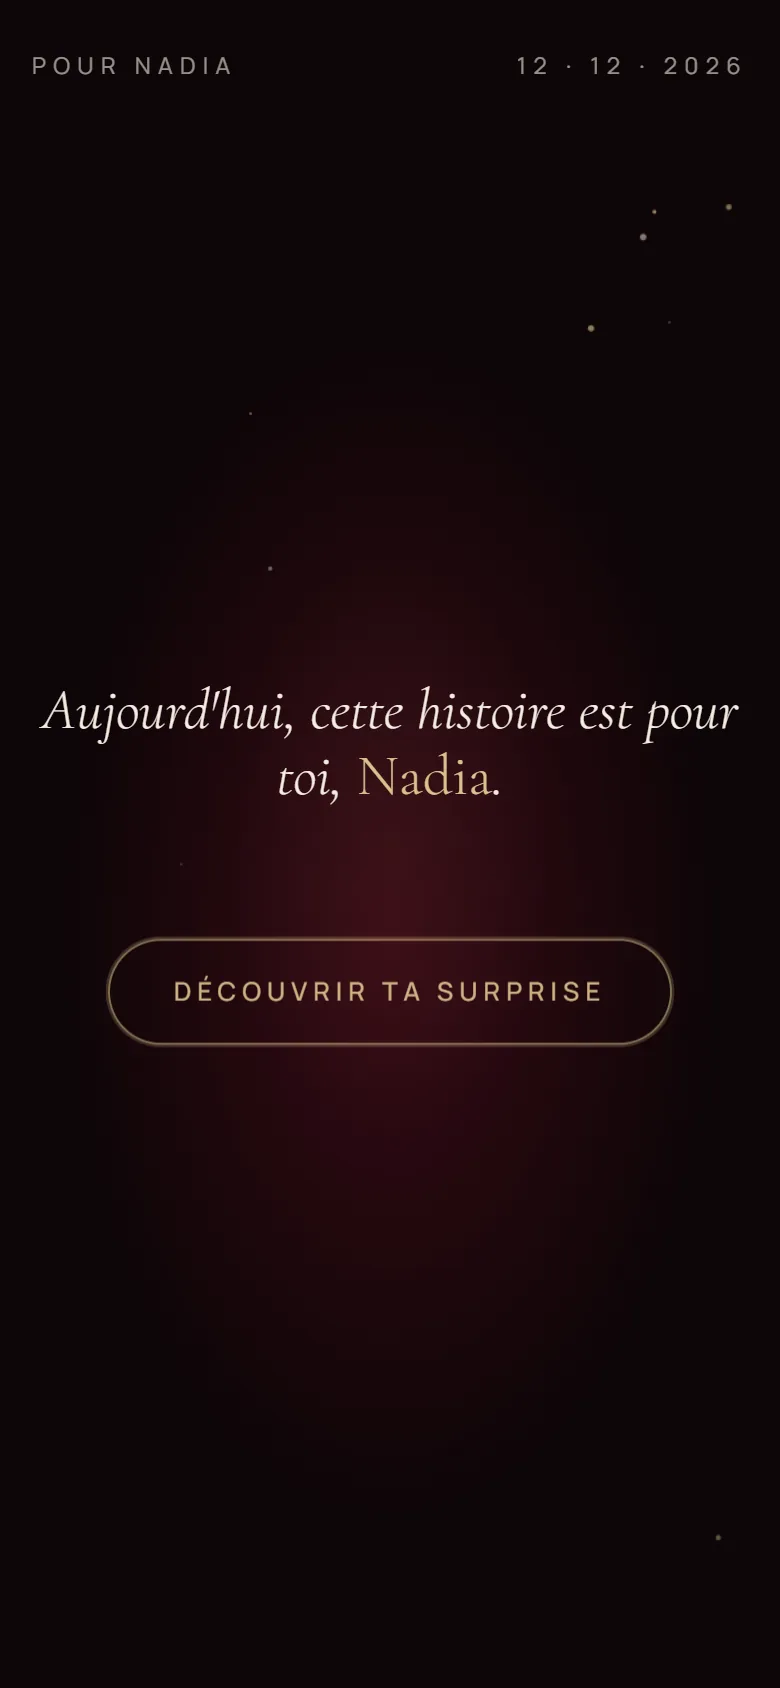 POUR NADIA
12 · 12 · 2026
Aujourd'hui, cette histoire est pour
toi, Nadia.
DÉCOUVRIR TA SURPRISE